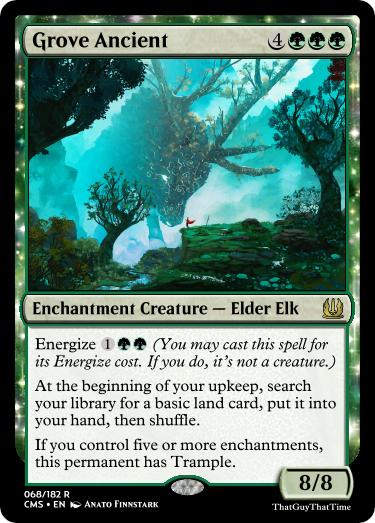 Grove Ancient 4
Enchantment Creature — Elder Elk
Energize 1 (You may cast this spell for
its Energize cost. If you do, it's not a creature.)
At the beginning of your upkeep, search
your library for a basic land card, put it into
your hand, then shuffle.
If you control five or more enchantments,
this permanent has Trample.
8/8
068/182 R
CMS • EN Anato Finnstark
ThatGuyThatTime